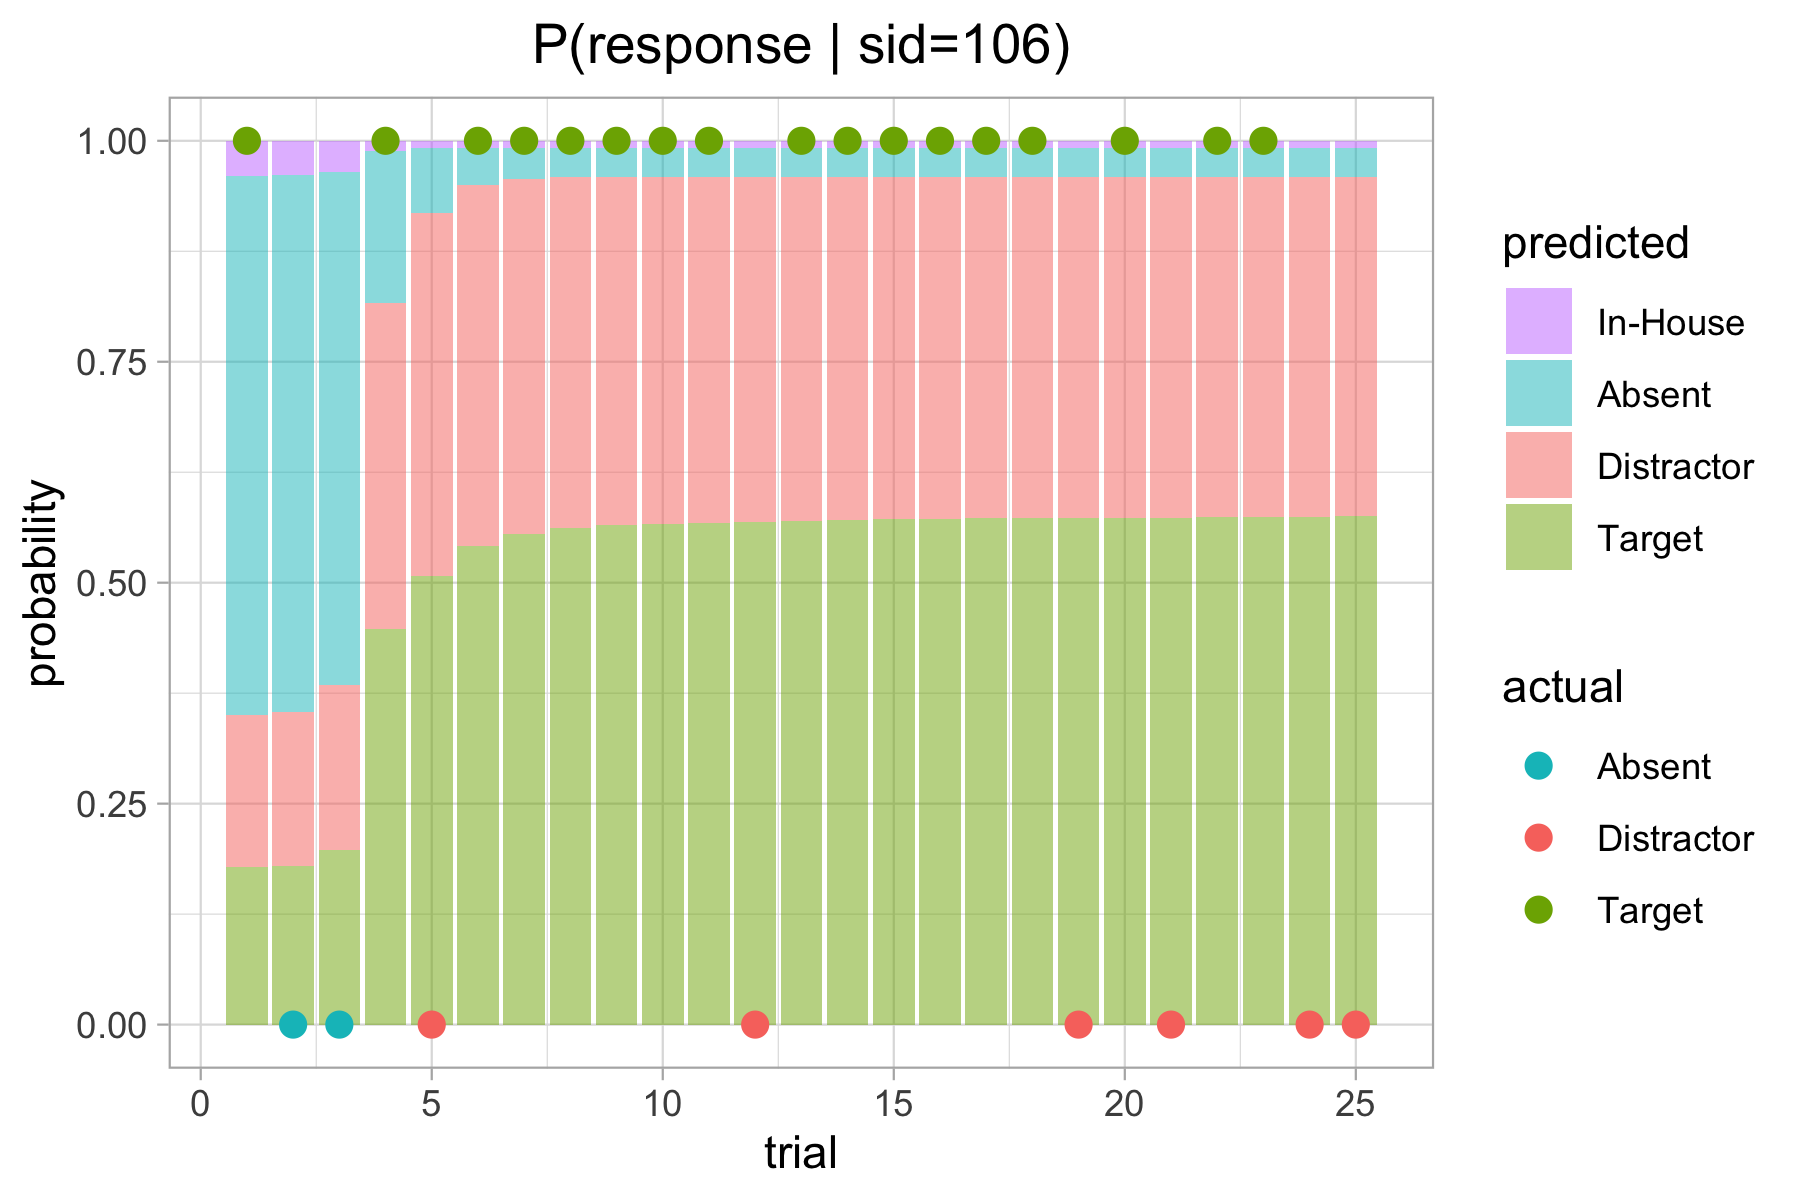 P(response | sid=106)
probability
1.00
0.75
0.50
0.25
0.00
0 5 10 15 20 25
trial
predicted
In-House
Absent
Distractor
Target
actual
Absent
Distractor
Target